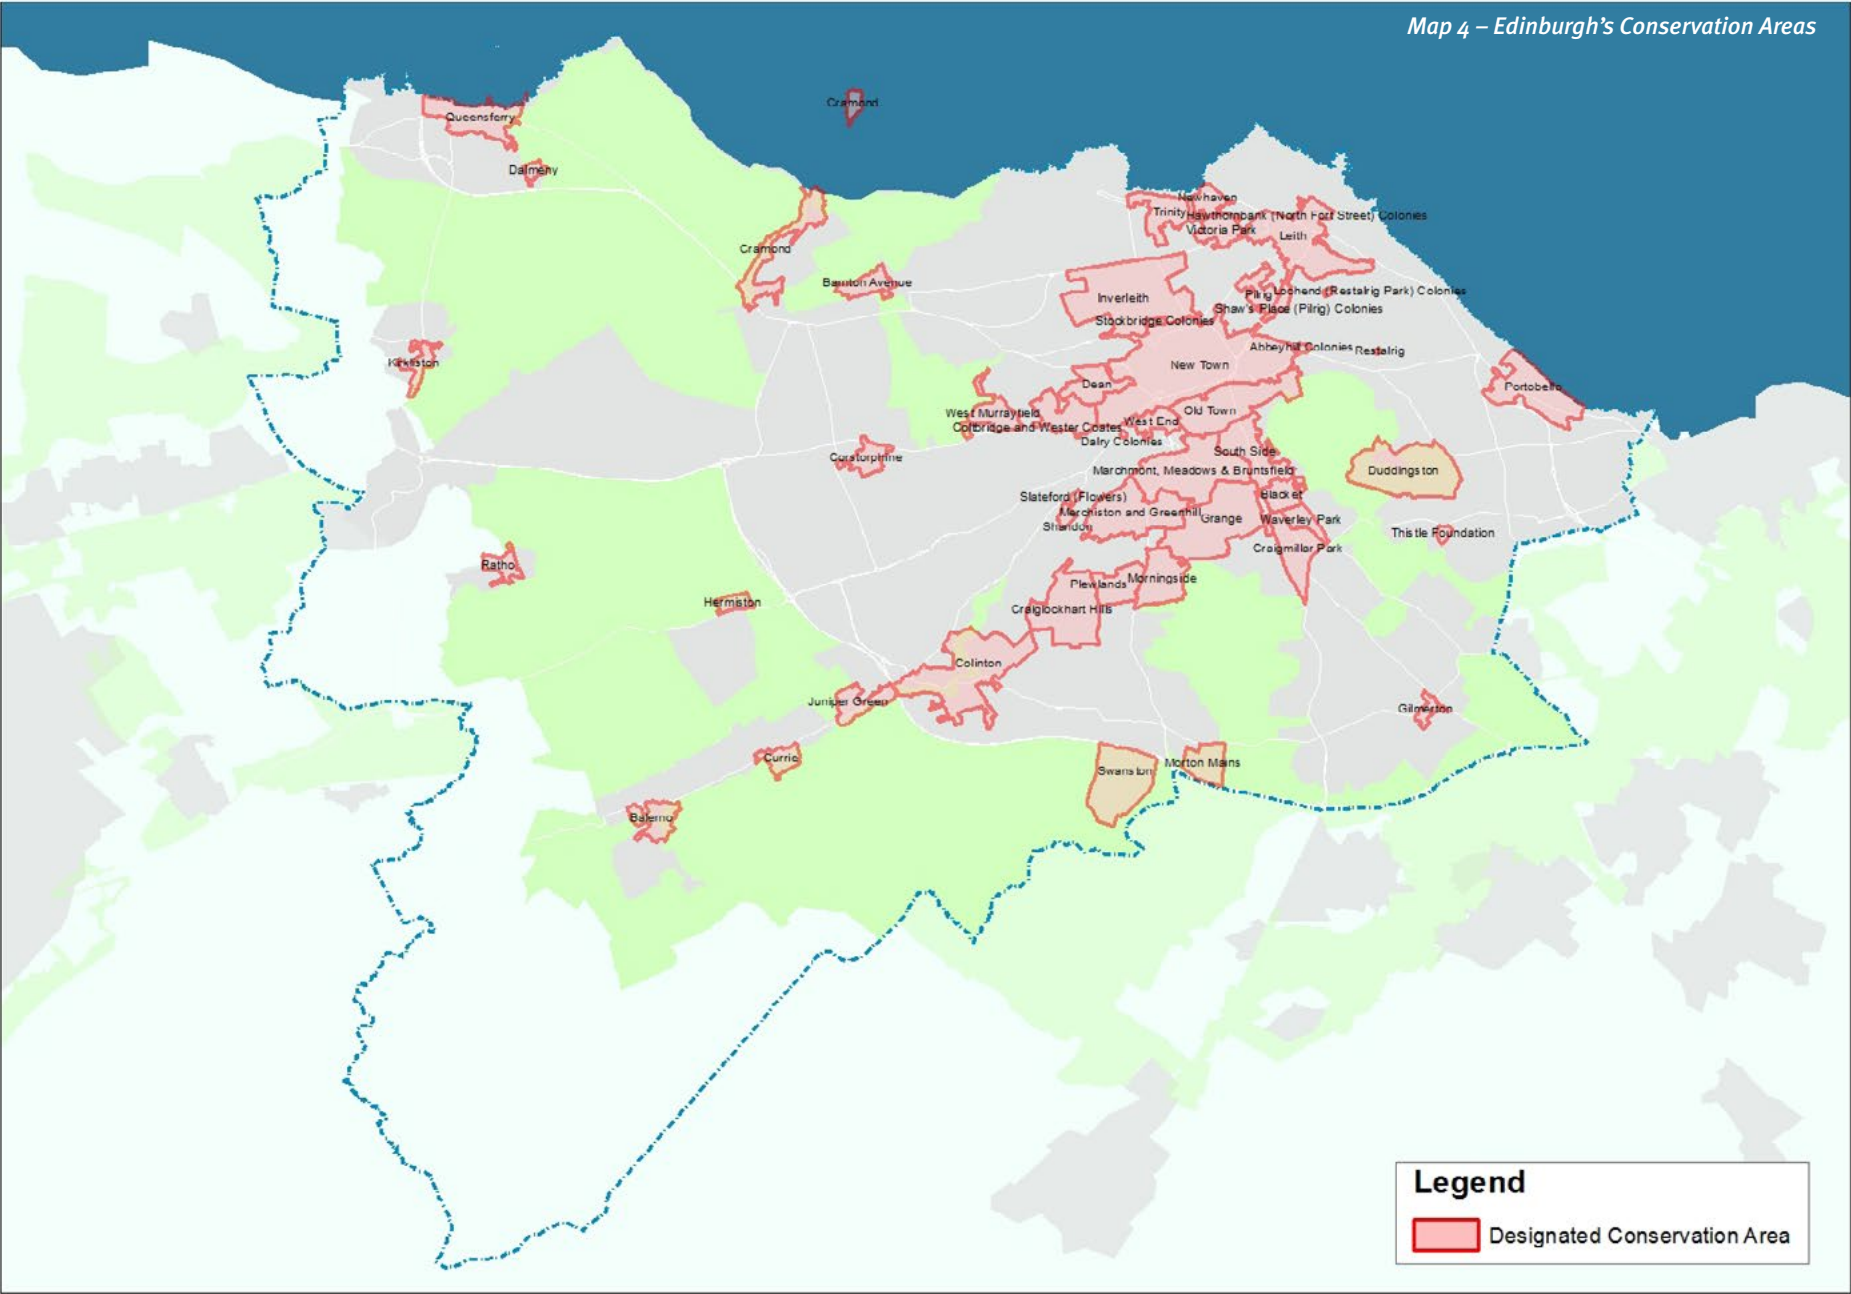 Map 4 – Edinburgh's Conservation Areas
Cramond
Queensferry
Dalmeny
Newhaven
Trinity
Hawthornbank (North Fort Street) Colonies
Victoria Park
Leith
Cramond
Barnton Avenue
Inverleith
Pilrig
Lochend (Restalrig Park) Colonies
Shaw's Place (Pilrig) Colonies
Stockbridge Colonies
Abbeyhill Colonies
Restalrig
Kirkliston
New Town
Dean
Portobello
West Murrayfield
Old Town
West End
Coltbridge and Wester Coates
Dalry Colonies
South Side
Corstorphine
Marchmont, Meadows & Bruntsfield
Duddingston
Slateford (Flowers)
Blacket
Merchiston and Greenhill
Grange
Waverley Park
Shandon
Thistle Foundation
Craigmillar Park
Ratho
Plewlands
Morningside
Hermiston
Craiglockhart Hills
Colinton
Juniper Green
Gilmerton
Currie
Swanston
Morton Mains
Balerno
Legend
Designated Conservation Area